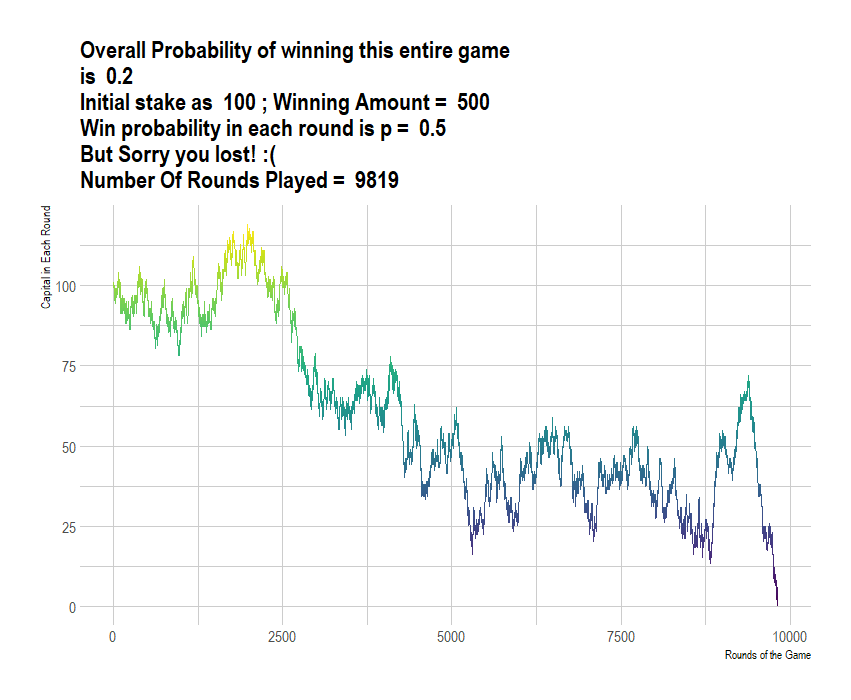 Overall Probability of winning this entire game
is  0.2
Initial stake as  100 ; Winning Amount =  500
Win probability in each round is p =  0.5
But Sorry you lost! :(
Number Of Rounds Played =  9819
Capital in Each Round
100
75
50
25
0
0 2500 5000 7500 10000
Rounds of the Game